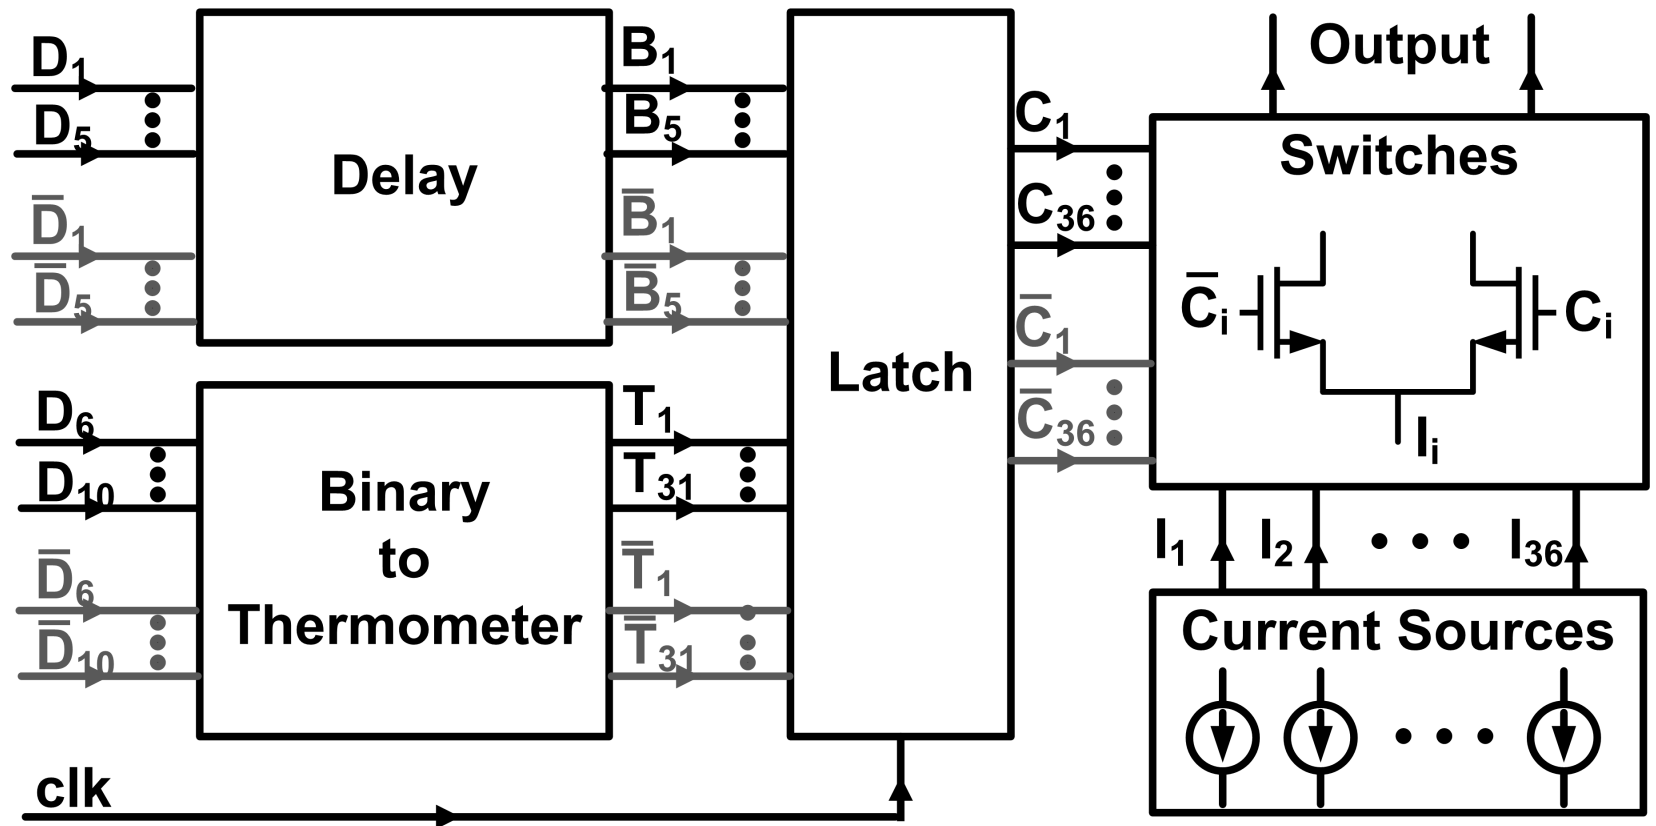 D1
D5
D̅1
D̅5
Delay
B1
B5
B̅1
B̅5
D6
D10
D̅6
D̅10
Binary
to
Thermometer
T1
T31
T̅1
T̅31
clk
Latch
C1
C36
C̅1
C̅36
Output
Switches
C̅i
Ci
Ii
I1 I2 I36
Current Sources